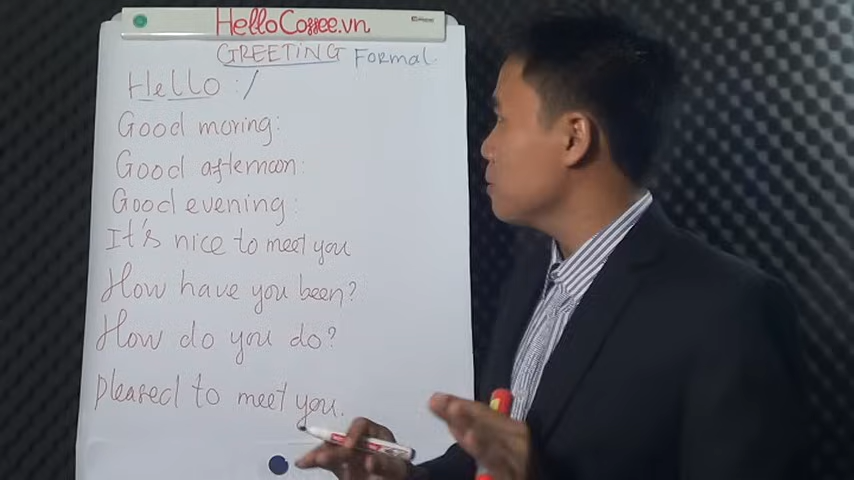 HelloCoffee.vn
GREETING Formal
Hello :/
Good moring:
Good afternoon:
Good evening:
It's nice to meet you
How have you been?
How do you do?
pleased to meet you.